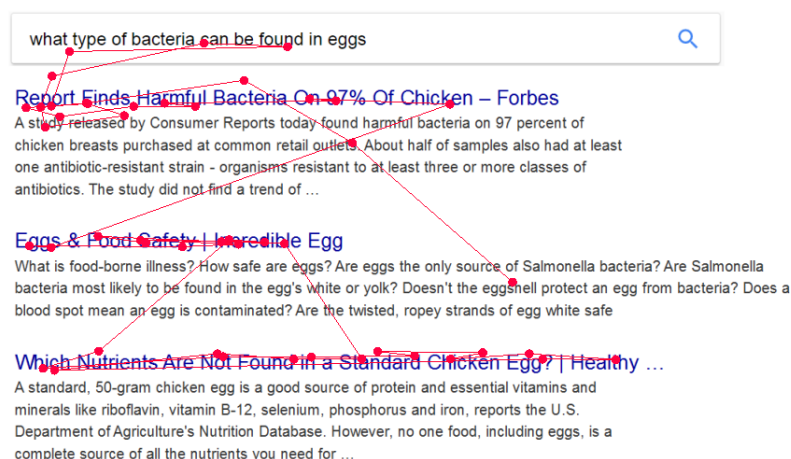 what type of bacteria can be found in eggs
Report Finds Harmful Bacteria On 97% Of Chicken – Forbes
A study released by Consumer Reports today found harmful bacteria on 97 percent of
chicken breasts purchased at common retail outlets. About half of samples also had at least
one antibiotic-resistant strain - organisms resistant to at least three or more classes of
antibiotics. The study did not find a trend of ...
Eggs & Food Safety | Incredible Egg
What is food-borne illness? How safe are eggs? Are eggs the only source of Salmonella bacteria? Are Salmonella
bacteria most likely to be found in the egg's white or yolk? Doesn't the eggshell protect an egg from bacteria? Does a
blood spot mean an egg is contaminated? Are the twisted, ropey strands of egg white safe
Which Nutrients Are Not Found in a Standard Chicken Egg? | Healthy ...
A standard, 50-gram chicken egg is a good source of protein and essential vitamins and
minerals like riboflavin, vitamin B-12, selenium, phosphorus and iron, reports the U.S.
Department of Agriculture's Nutrition Database. However, no one food, including eggs, is a
complete source of all the nutrients you need for ...